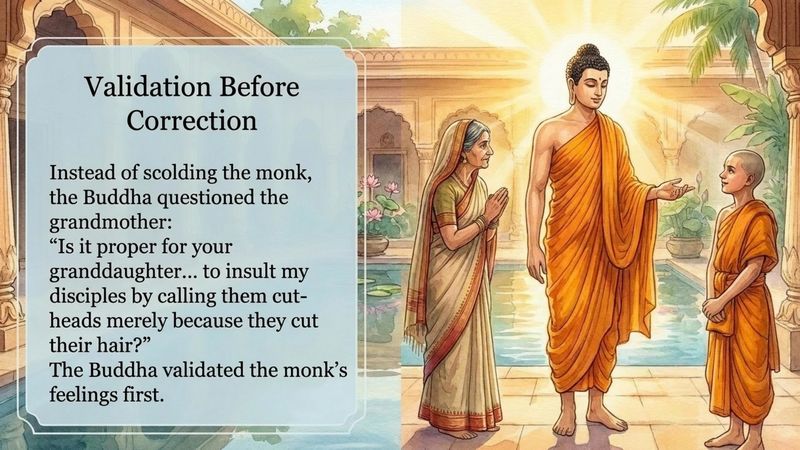 Validation Before
Correction
Instead of scolding the monk,
the Buddha questioned the
grandmother:
“Is it proper for your
granddaughter... to insult my
disciples by calling them cut-
heads merely because they cut
their hair?”
The Buddha validated the monk’s
feelings first.